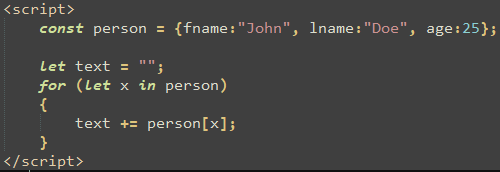 <script>
const person = {fname:"John", lname:"Doe", age:25};
let text = "";
for (let x in person)
{
text += person[x];
}
</script>